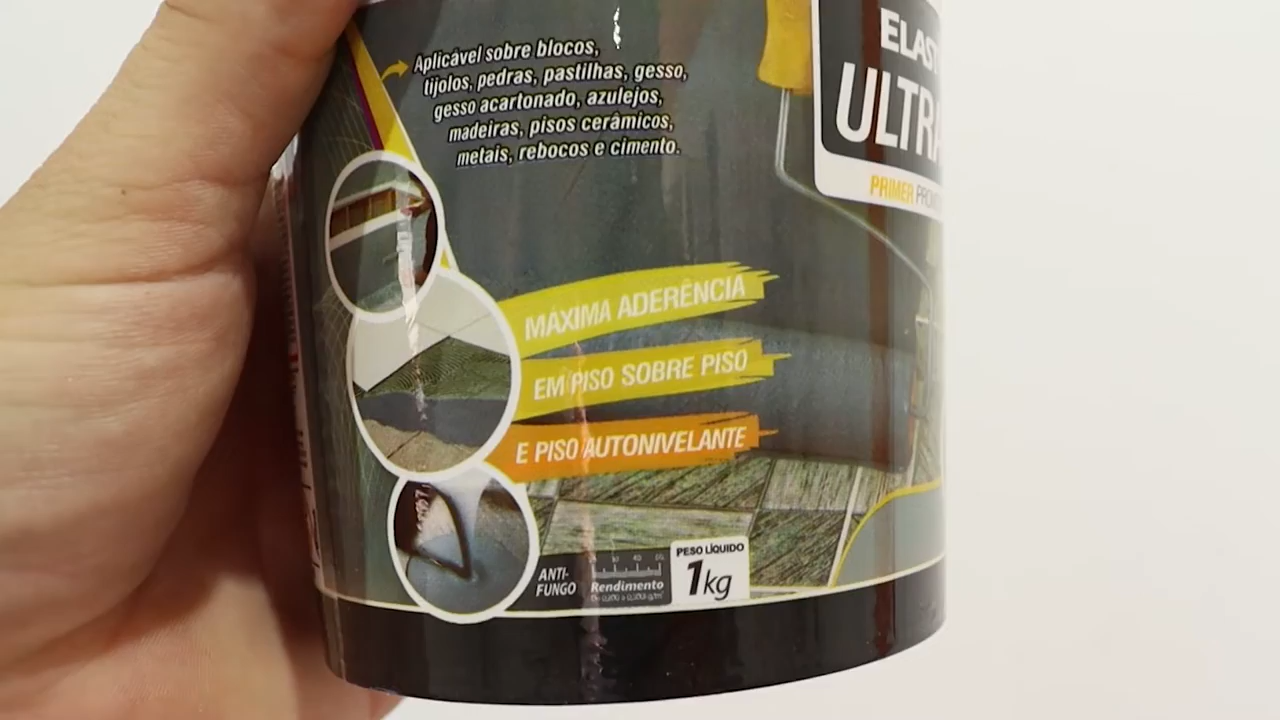 Aplicável sobre blocos,
tijolos, pedras, pastilhas, gesso,
gesso acartonado, azulejos,
madeiras, pisos cerâmicos,
metais, rebocos e cimento.
ULTRA
PRIMER
MÁXIMA ADERÊNCIA
EM PISO SOBRE PISO
E PISO AUTONIVELANTE
ANTI-
FUNGO
Rendimento
PESO LÍQUIDO
1kg